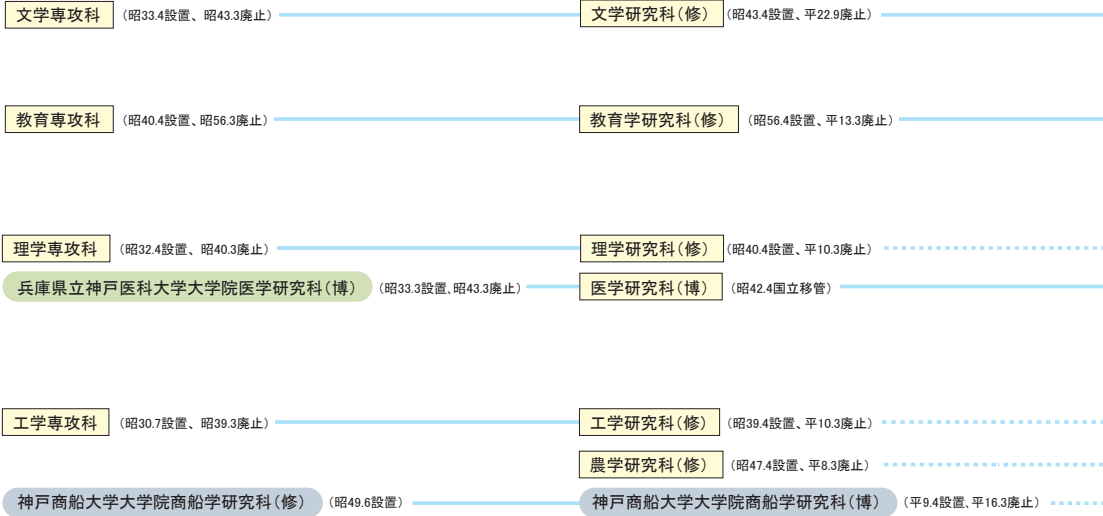 文学専攻科 (昭33.4設置、昭43.3廃止) 文学研究科(修) (昭43.4設置、平22.9廃止)
教育専攻科 (昭40.4設置、昭56.3廃止) 教育学研究科(修) (昭56.4設置、平13.3廃止)
理学専攻科 (昭32.4設置、昭40.3廃止) 理学研究科(修) (昭40.4設置、平10.3廃止)
兵庫県立神戸医科大学大学院医学研究科(博) (昭33.3設置、昭43.3廃止) 医学研究科(博) (昭42.4国立移管)
工学専攻科 (昭30.7設置、昭39.3廃止) 工学研究科(修) (昭39.4設置、平10.3廃止)
農学研究科(修) (昭47.4設置、平8.3廃止)
神戸商船大学大学院商船学研究科(修) (昭49.6設置) 神戸商船大学大学院商船学研究科(博) (平9.4設置、平16.3廃止)